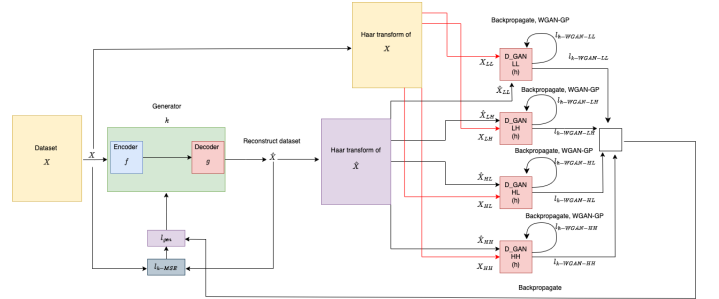 Haar transform of
X
Backpropagate, WGAN-GP
D_GAN
LL
(h)
l_{h-WGAN-LL}
l_{h-WGAN-LL}
X_{LL}
X̂_{LL}
Generator
k
Encoder
f
Decoder
g
Dataset
X
X
Reconstruct dataset
X̂
Haar transform of
X̂
Backpropagate, WGAN-GP
D_GAN
LH
(h)
l_{h-WGAN-LH}
l_{h-WGAN-LH}
X̂_{LH}
X_{LH}
Backpropagate, WGAN-GP
D_GAN
HL
(h)
l_{h-WGAN-HL}
l_{h-WGAN-HL}
X̂_{HL}
X_{HL}
Backpropagate, WGAN-GP
D_GAN
HH
(h)
l_{h-WGAN-HH}
l_{h-WGAN-HH}
X̂_{HH}
X_{HH}
l_{h-MSE}
Backpropagate